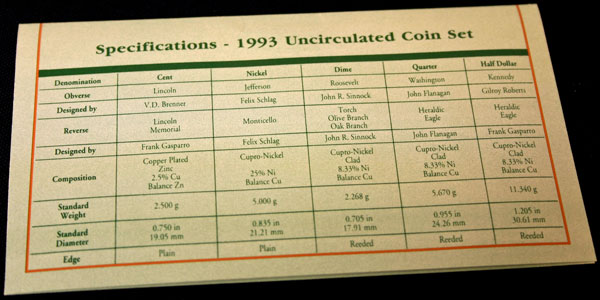 Specifications - 1993 Uncirculated Coin Set
Denomination Cent Nickel Dime Quarter Half Dollar
Obverse Lincoln Jefferson Roosevelt Washington Kennedy
Designed by V.D. Brenner Felix Schlag John R. Sinnock John Flanagan Gilroy Roberts
Reverse Lincoln Memorial Monticello Torch Olive Branch Oak Branch Heraldic Eagle Heraldic Eagle
Designed by Frank Gasparro Felix Schlag John R. Sinnock John Flanagan Frank Gasparro
Composition Copper Plated Zinc 2.5% Cu Balance Zn Cupro-Nickel 25% Ni Balance Cu Cupro-Nickel Clad 8.33% Ni Balance Cu Cupro-Nickel Clad 8.33% Ni Balance Cu Cupro-Nickel Clad 8.33% Ni Balance Cu
Standard Weight 2.500 g 5.000 g 2.268 g 5.670 g 11.340 g
Standard Diameter 0.750 in 19.05 mm 0.835 in 21.21 mm 0.705 in 17.91 mm 0.955 in 24.26 mm 1.205 in 30.61 mm
Edge Plain Plain Reeded Reeded Reeded